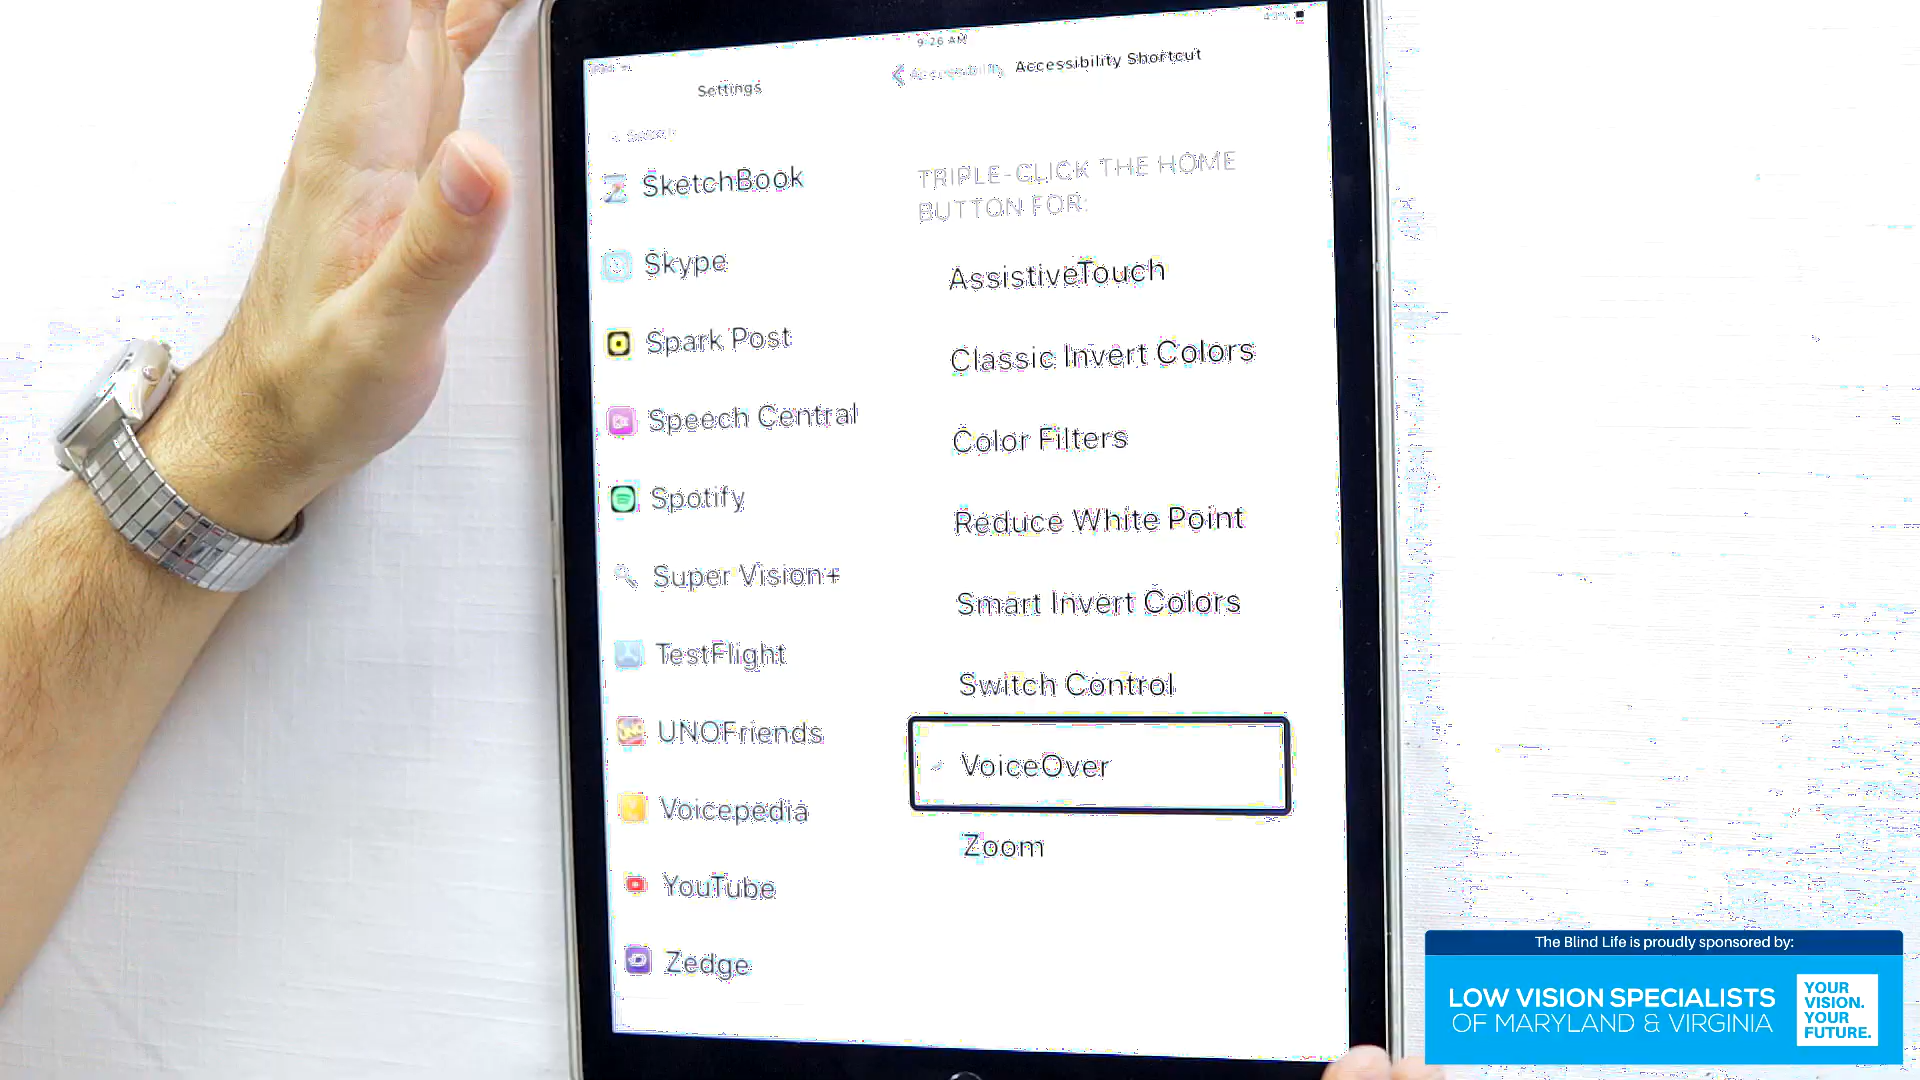 9:26 AM
Settings
Accessibility Shortcut
SketchBook
Skype
Spark Post
Speech Central
Spotify
Super Vision+
TestFlight
UNOFriends
Voicepedia
YouTube
Zedge
TRIPLE-CLICK THE HOME
BUTTON FOR:
AssistiveTouch
Classic Invert Colors
Color Filters
Reduce White Point
Smart Invert Colors
Switch Control
VoiceOver
Zoom
The Blind Life is proudly sponsored by:
LOW VISION SPECIALISTS
OF MARYLAND & VIRGINIA
YOUR
VISION.
YOUR
FUTURE.